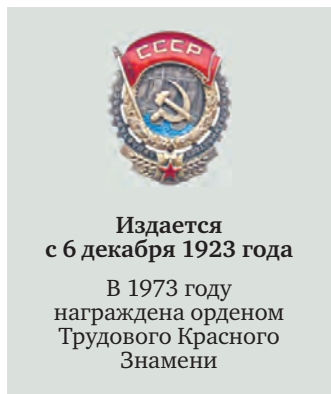 СССР
Издается
с 6 декабря 1923 года
В 1973 году
награждена орденом
Трудового Красного
Знамени